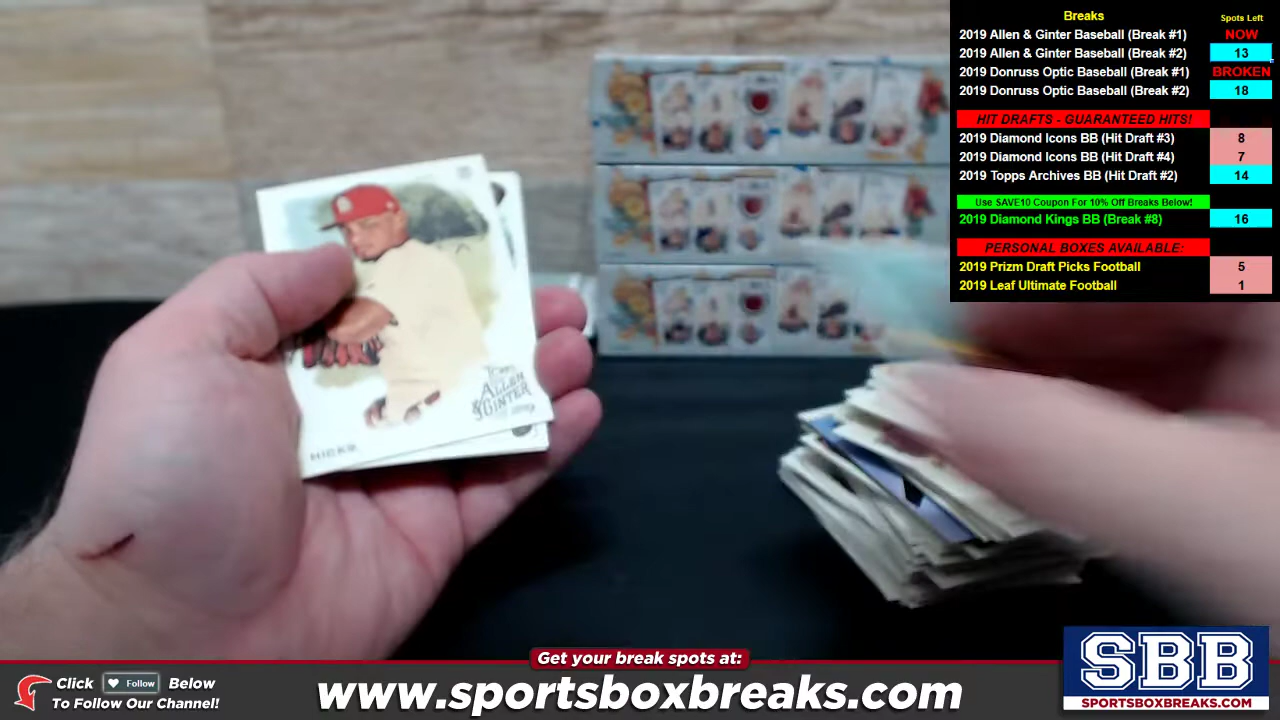 Breaks
Spots Left
2019 Allen & Ginter Baseball (Break #1) NOW
2019 Allen & Ginter Baseball (Break #2) 13
2019 Donruss Optic Baseball (Break #1) BROKEN
2019 Donruss Optic Baseball (Break #2) 18
HIT DRAFTS - GUARANTEED HITS!
2019 Diamond Icons BB (Hit Draft #3) 8
2019 Diamond Icons BB (Hit Draft #4) 7
2019 Topps Archives BB (Hit Draft #2) 14
Use SAVE10 Coupon For 10% Off Breaks Below!
2019 Diamond Kings BB (Break #8) 16
PERSONAL BOXES AVAILABLE:
2019 Prizm Draft Picks Football 5
2019 Leaf Ultimate Football 1
TOPPS
ALLEN
& GINTER
HICKS
Get your break spots at:
Click Follow Below
To Follow Our Channel!
www.sportsboxbreaks.com
SBB
SPORTSBOXBREAKS.COM